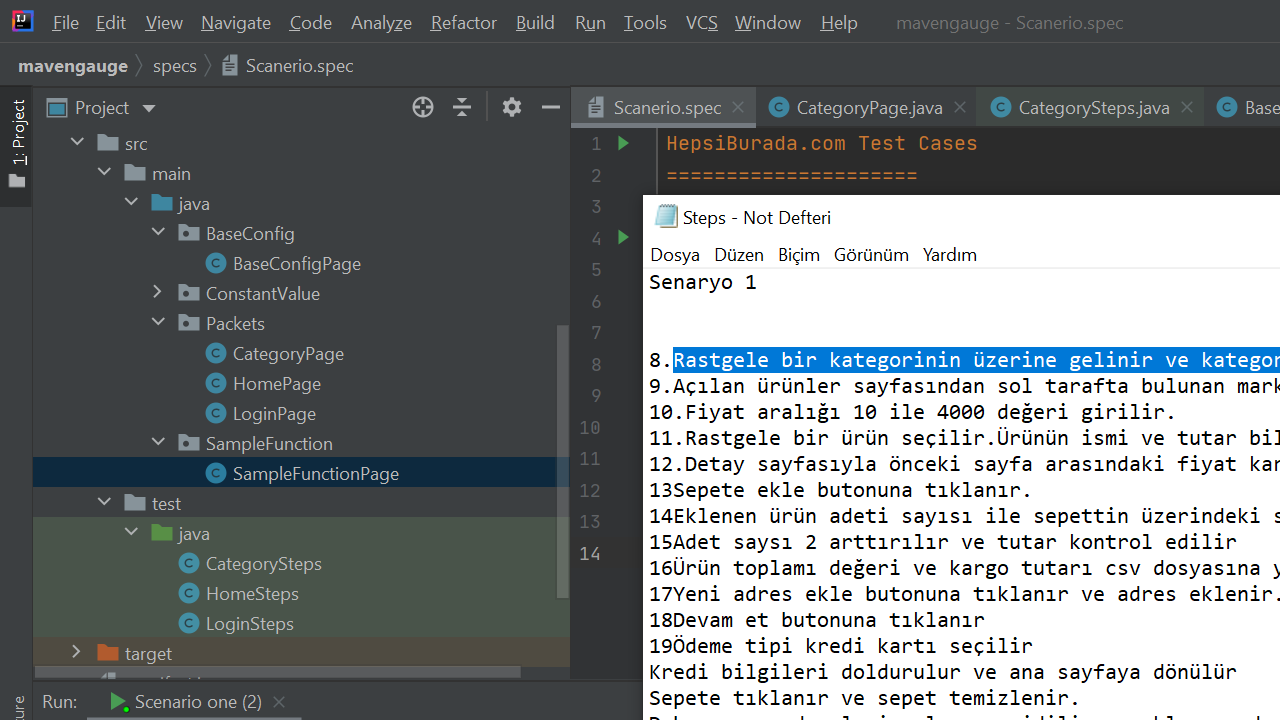 File Edit View Navigate Code Analyze Refactor Build Run Tools VCS Window Help mavengauge - Scanerio.spec
mavengauge specs Scanerio.spec
1: Project
Project
Scanerio.spec CategoryPage.java CategorySteps.java Base
src
main
java
BaseConfig
BaseConfigPage
ConstantValue
Packets
CategoryPage
HomePage
LoginPage
SampleFunction
SampleFunctionPage
test
java
CategorySteps
HomeSteps
LoginSteps
target
1 HepsiBurada.com Test Cases
2 =====================
3
4
5
6
7
8
9
10
11
12
13
14
Steps - Not Defteri
Dosya Düzen Biçim Görünüm Yardım
Senaryo 1
8.Rastgele bir kategorinin üzerine gelinir ve kategor
9.Açılan ürünler sayfasından sol tarafta bulunan mark
10.Fiyat aralığı 10 ile 4000 değeri girilir.
11.Rastgele bir ürün seçilir.Ürünün ismi ve tutar bil
12.Detay sayfasıyla önceki sayfa arasındaki fiyat kar
13Sepete ekle butonuna tıklanır.
14Eklenen ürün adeti sayısı ile sepettin üzerindeki s
15Adet saysı 2 arttırılır ve tutar kontrol edilir
16Ürün toplamı değeri ve kargo tutarı csv dosyasına y
17Yeni adres ekle butonuna tıklanır ve adres eklenir.
18Devam et butonuna tıklanır
19Ödeme tipi kredi kartı seçilir
Kredi bilgileri doldurulur ve ana sayfaya dönülür
Sepete tıklanır ve sepet temizlenir.
Run: Scenario one (2)